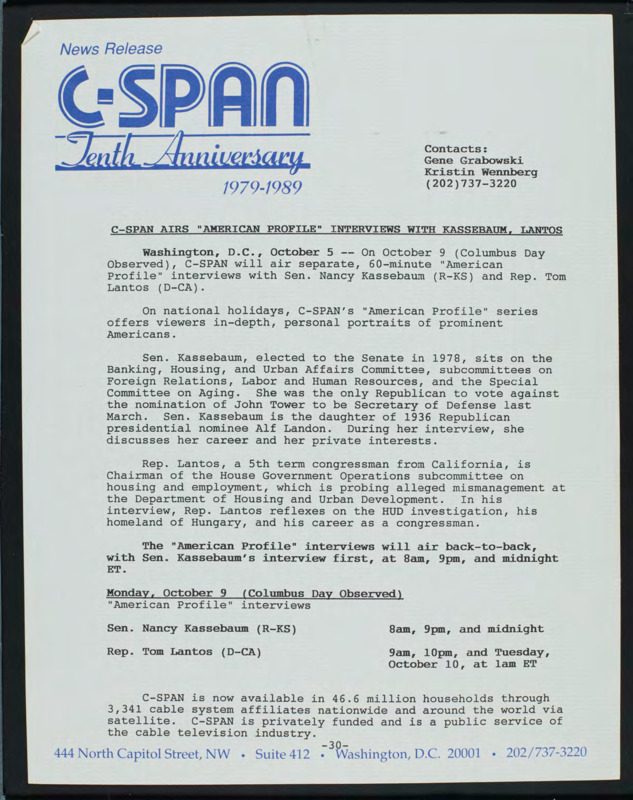 News Release
C-SPAN
Tenth Anniversary
1979-1989
Contacts:
Gene Grabowski
Kristin Wennberg
(202)737-3220
C-SPAN AIRS "AMERICAN PROFILE" INTERVIEWS WITH KASSEBAUM, LANTOS
Washington, D.C., October 5 -- On October 9 (Columbus Day
Observed), C-SPAN will air separate, 60-minute "American
Profile" interviews with Sen. Nancy Kassebaum (R-KS) and Rep. Tom
Lantos (D-CA).
On national holidays, C-SPAN's "American Profile" series
offers viewers in-depth, personal portraits of prominent
Americans.
Sen. Kassebaum, elected to the Senate in 1978, sits on the
Banking, Housing, and Urban Affairs Committee, subcommittees on
Foreign Relations, Labor and Human Resources, and the Special
Committee on Aging. She was the only Republican to vote against
the nomination of John Tower to be Secretary of Defense last
March. Sen. Kassebaum is the daughter of 1936 Republican
presidential nominee Alf Landon. During her interview, she
discusses her career and her private interests.
Rep. Lantos, a 5th term congressman from California, is
Chairman of the House Government Operations subcommittee on
housing and employment, which is probing alleged mismanagement at
the Department of Housing and Urban Development. In his
interview, Rep. Lantos reflexes on the HUD investigation, his
homeland of Hungary, and his career as a congressman.
The "American Profile" interviews will air back-to-back,
with Sen. Kassebaum's interview first, at 8am, 9pm, and midnight
ET.
Monday, October 9 (Columbus Day Observed)
"American Profile" interviews
Sen. Nancy Kassebaum (R-KS) 8am, 9pm, and midnight
Rep. Tom Lantos (D-CA) 9am, 10pm, and Tuesday,
October 10, at 1am ET
C-SPAN is now available in 46.6 million households through
3,341 cable system affiliates nationwide and around the world via
satellite. C-SPAN is privately funded and is a public service of
the cable television industry.
-30-
444 North Capitol Street, NW • Suite 412 • Washington, D.C. 20001 • 202/737-3220